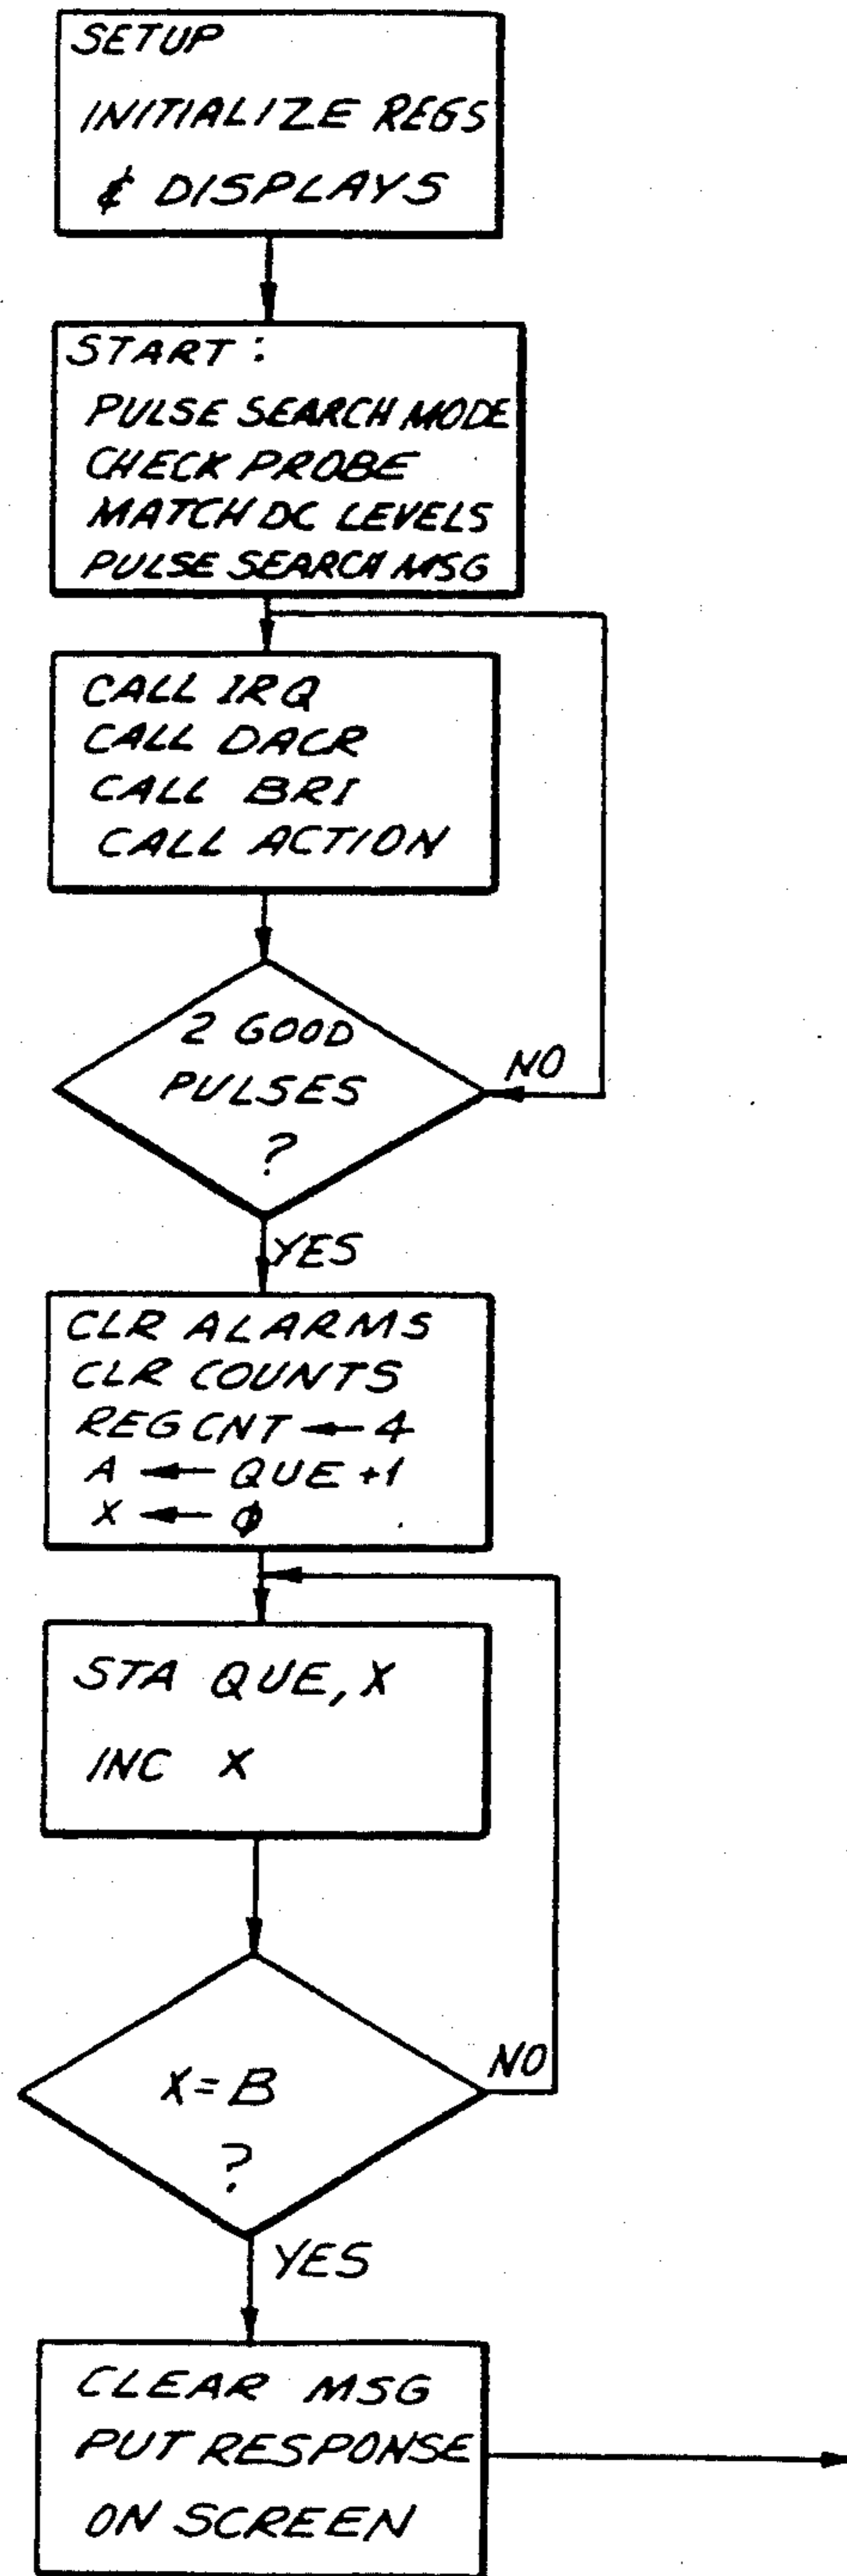 SETUP
INITIALIZE REGS
& DISPLAYS
START:
PULSE SEARCH MODE
CHECK PROBE
MATCH DC LEVELS
PULSE SEARCH MSG
CALL IRQ
CALL DACR
CALL BRI
CALL ACTION
2 GOOD
PULSES
?
NO
YES
CLR ALARMS
CLR COUNTS
REG CNT ← 4
A ← QUE +1
X ← φ
STA QUE, X
INC X
X = B
?
NO
YES
CLEAR MSG
PUT RESPONSE
ON SCREEN